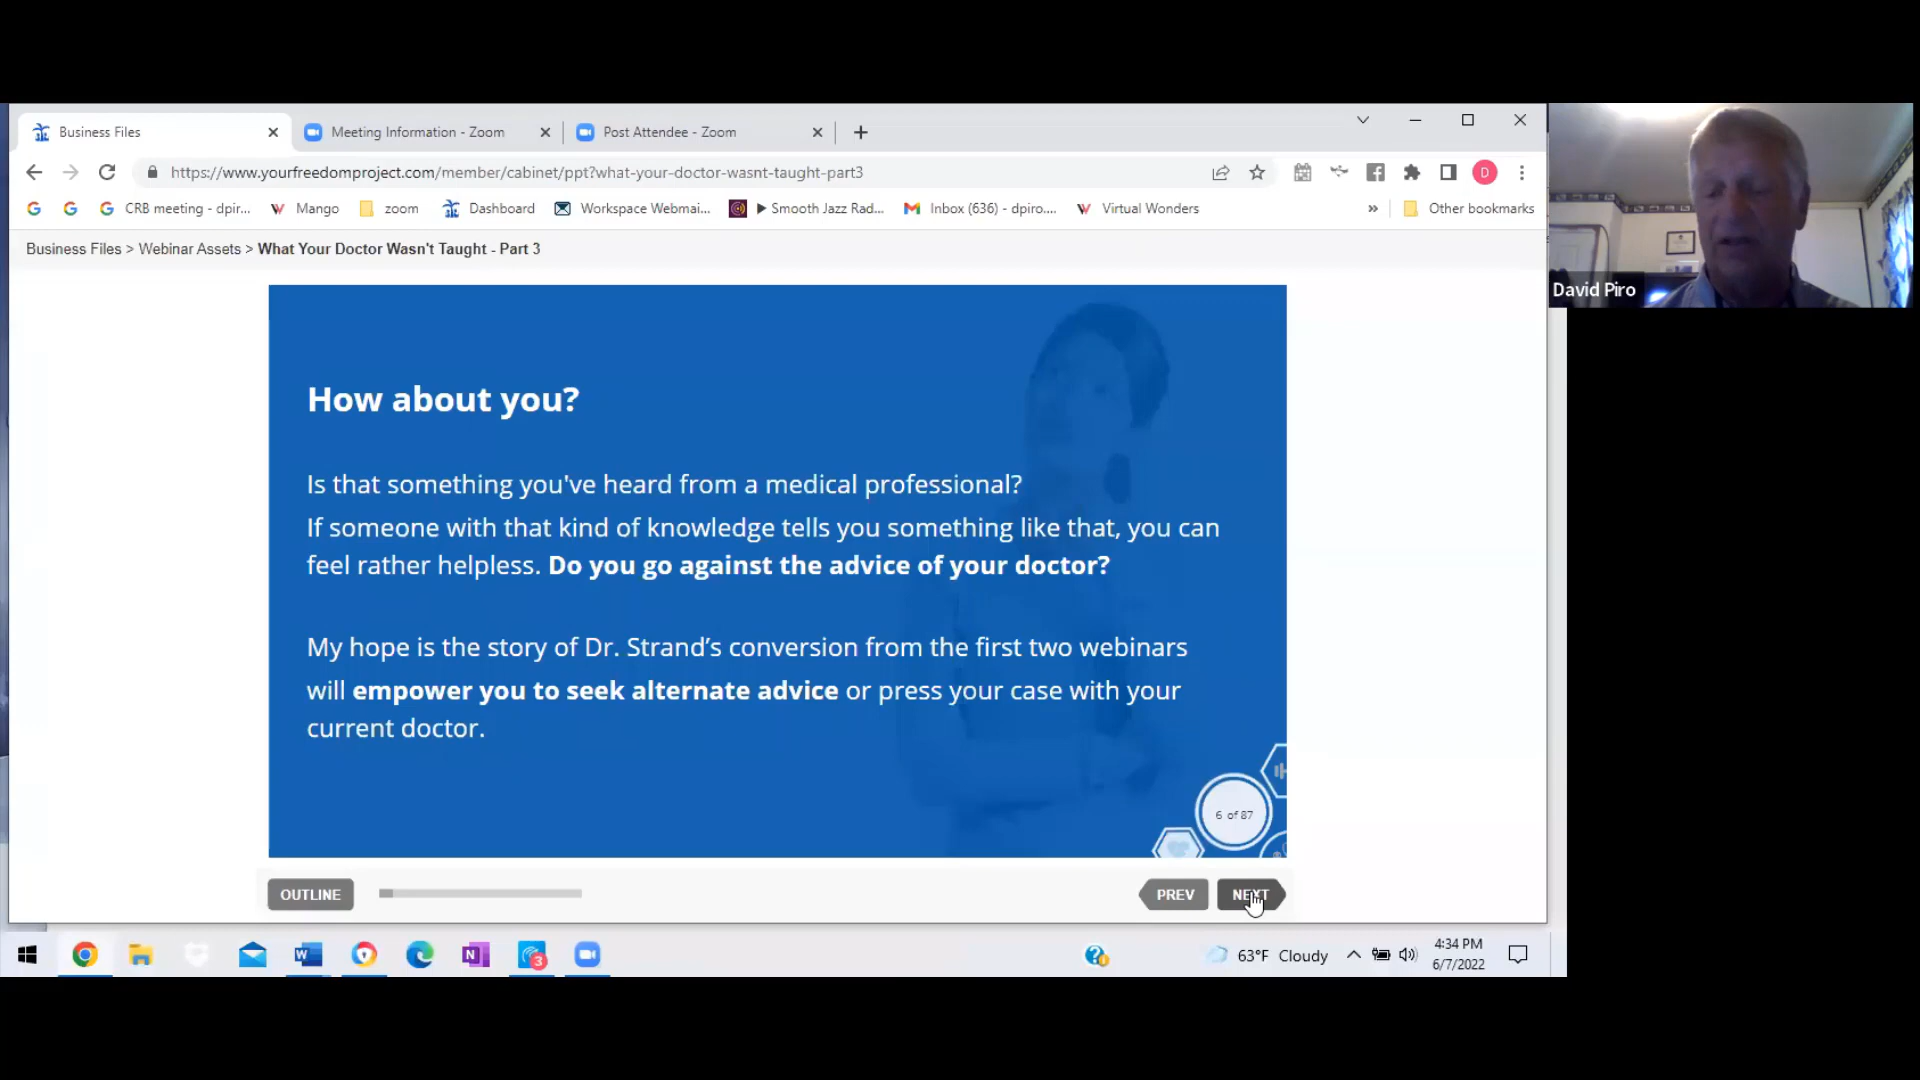 Business Files
Meeting Information - Zoom
Post Attendee - Zoom
https://www.yourfreedomproject.com/member/cabinet/ppt?what-your-doctor-wasnt-taught-part3
D
CRB meeting - dpir...
Mango
zoom
Dashboard
Workspace Webmai...
Smooth Jazz Rad...
Inbox (636) - dpiro....
Virtual Wonders
»
Other bookmarks
Business Files > Webinar Assets > What Your Doctor Wasn't Taught - Part 3
David Piro
How about you?
Is that something you've heard from a medical professional?
If someone with that kind of knowledge tells you something like that, you can
feel rather helpless. Do you go against the advice of your doctor?
My hope is the story of Dr. Strand’s conversion from the first two webinars
will empower you to seek alternate advice or press your case with your
current doctor.
6 of 87
OUTLINE
PREV
NEXT
63°F Cloudy
4:34 PM
6/7/2022